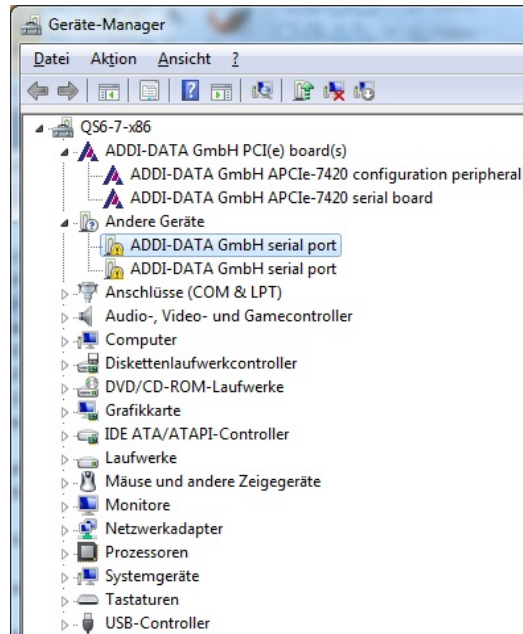 Geräte-Manager
Datei Aktion Ansicht ?
QS6-7-x86
ADDI-DATA GmbH PCI(e) board(s)
ADDI-DATA GmbH APCIe-7420 configuration peripheral
ADDI-DATA GmbH APCIe-7420 serial board
Andere Geräte
ADDI-DATA GmbH serial port
ADDI-DATA GmbH serial port
Anschlüsse (COM & LPT)
Audio-, Video- und Gamecontroller
Computer
Diskettenlaufwerkcontroller
DVD/CD-ROM-Laufwerke
Grafikkarte
IDE ATA/ATAPI-Controller
Laufwerke
Mäuse und andere Zeigegeräte
Monitore
Netzwerkadapter
Prozessoren
Systemgeräte
Tastaturen
USB-Controller